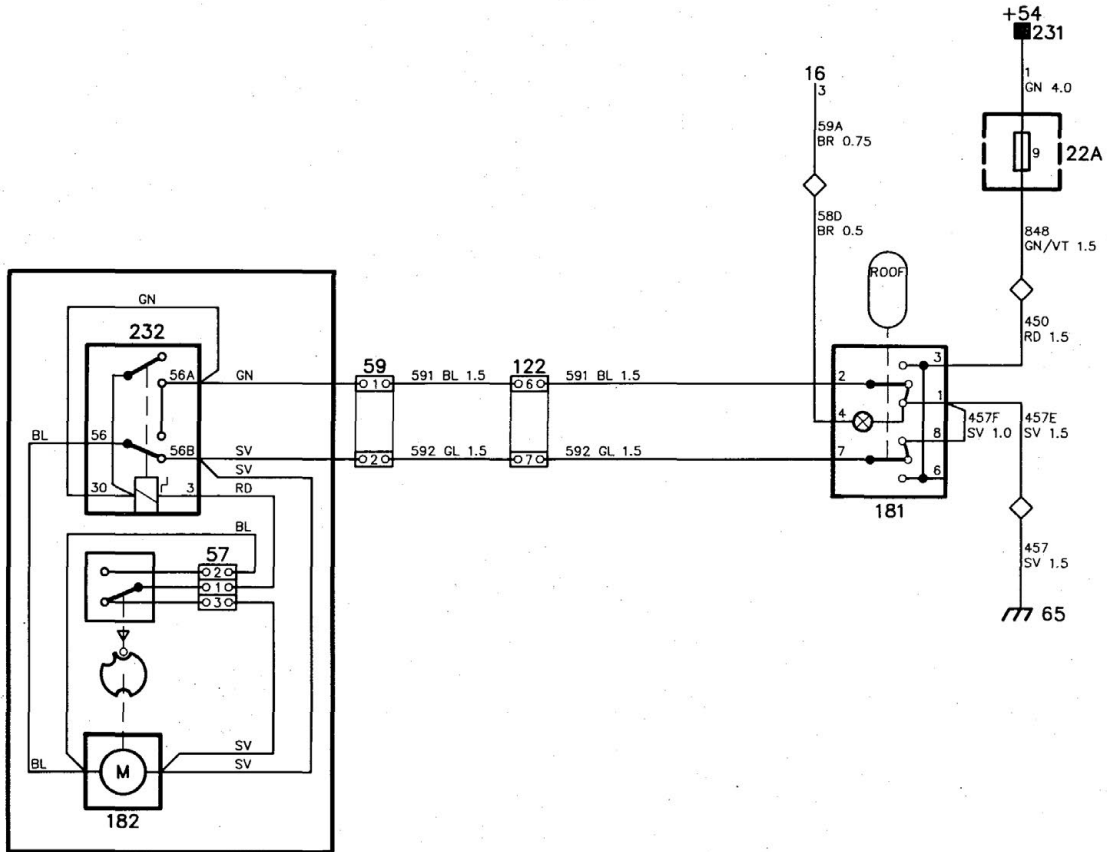 +54
231
1
GN 4.0
16
3
59A
BR 0.75
9
22A
58D
BR 0.5
848
GN/VT 1.5
ROOF
450
RD 1.5
GN
232
56A
GN
59
1
591 BL 1.5
122
6
591 BL 1.5
2
3
1
4
457F
SV 1.0
457E
SV 1.5
BL
56
56B
SV
2
592 GL 1.5
7
592 GL 1.5
7
8
6
SV
30
3
RD
181
BL
57
2
1
3
457
SV 1.5
65
SV
BL
M
SV
182